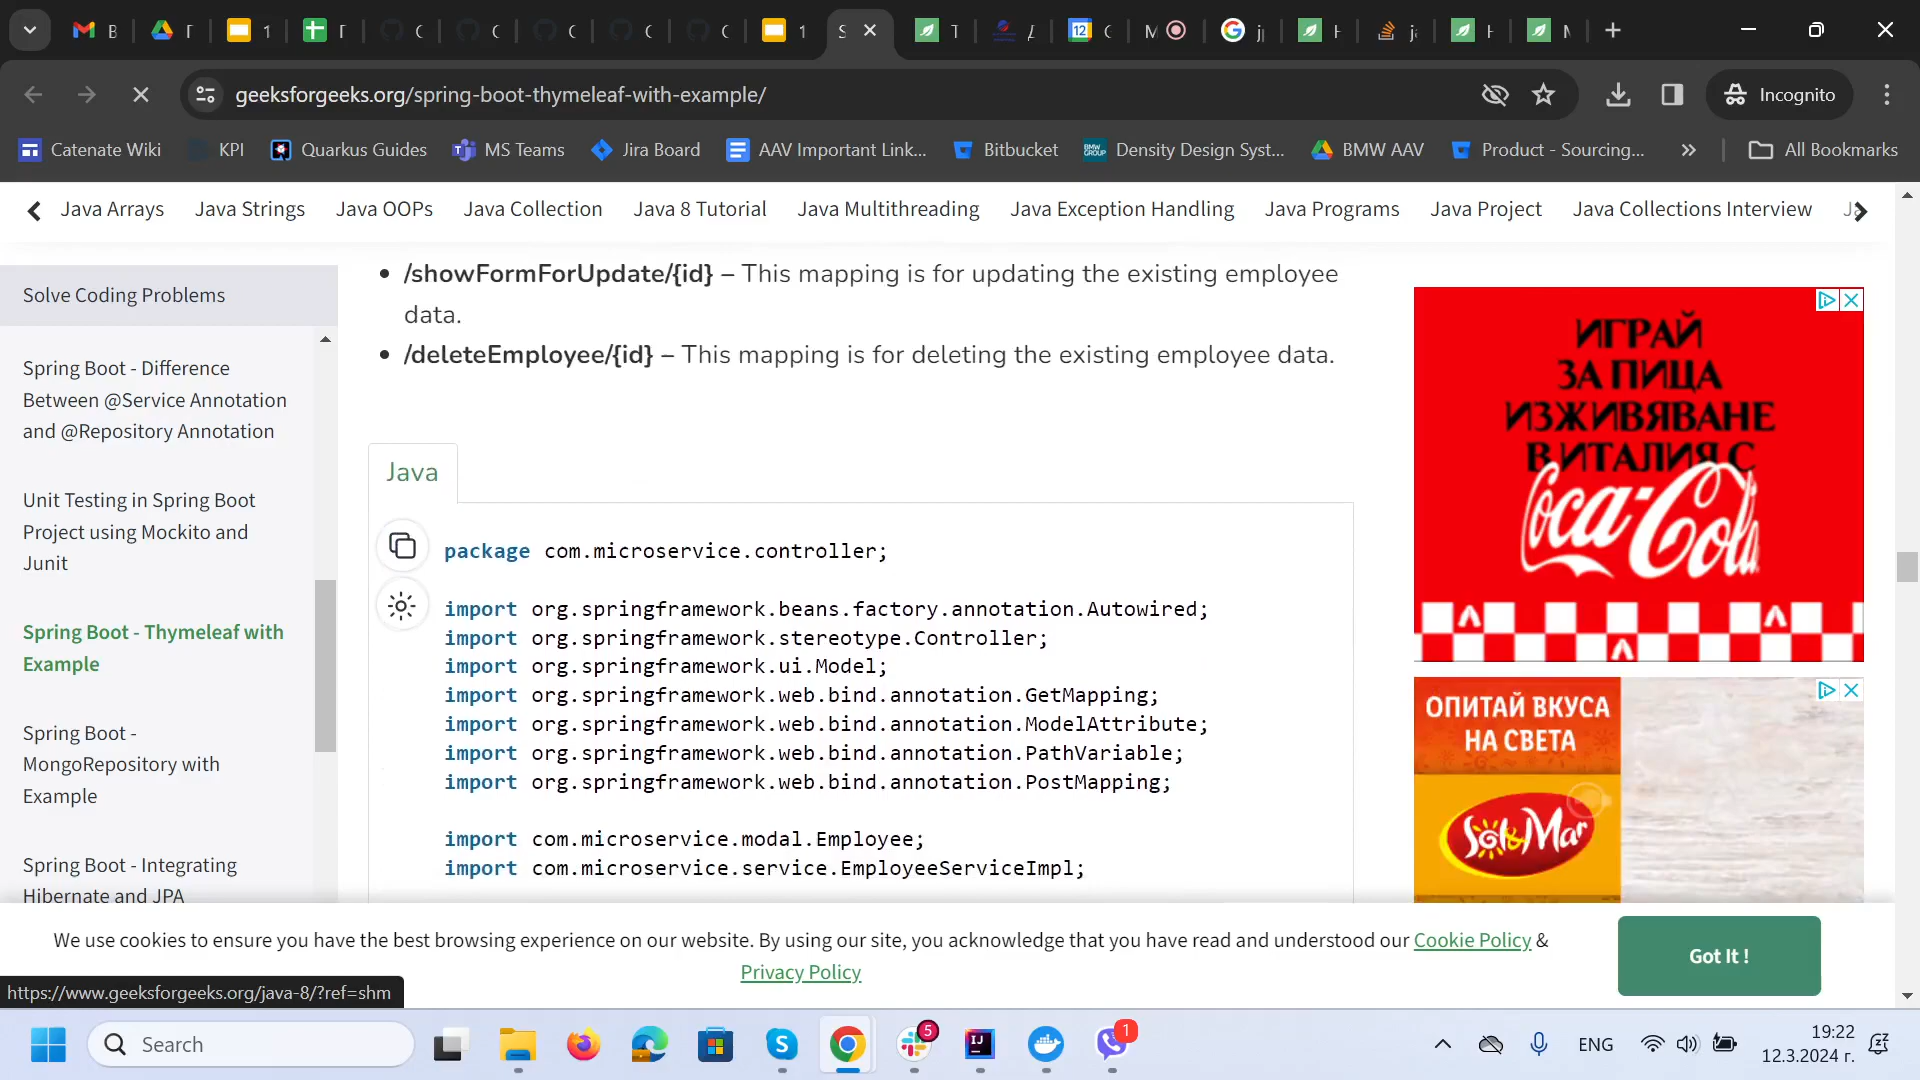 geeksforgeeks.org/spring-boot-thymeleaf-with-example/
Incognito
Catenate Wiki
KPI
Quarkus Guides
MS Teams
Jira Board
AAV Important Link...
Bitbucket
Density Design Syst...
BMW AAV
Product - Sourcing...
All Bookmarks
Java Arrays
Java Strings
Java OOPs
Java Collection
Java 8 Tutorial
Java Multithreading
Java Exception Handling
Java Programs
Java Project
Java Collections Interview
Solve Coding Problems
Spring Boot - Difference
Between @Service Annotation
and @Repository Annotation
Unit Testing in Spring Boot
Project using Mockito and
Junit
Spring Boot - Thymeleaf with
Example
Spring Boot -
MongoRepository with
Example
Spring Boot - Integrating
Hibernate and JPA
/showFormForUpdate/{id} – This mapping is for updating the existing employee
data.
/deleteEmployee/{id} – This mapping is for deleting the existing employee data.
Java
package com.microservice.controller;
import org.springframework.beans.factory.annotation.Autowired;
import org.springframework.stereotype.Controller;
import org.springframework.ui.Model;
import org.springframework.web.bind.annotation.GetMapping;
import org.springframework.web.bind.annotation.ModelAttribute;
import org.springframework.web.bind.annotation.PathVariable;
import org.springframework.web.bind.annotation.PostMapping;
import com.microservice.modal.Employee;
import com.microservice.service.EmployeeServiceImpl;
ИГРАЙ
ЗА ПИЦА
ИЗЖИВЯВАНЕ
В ИТАЛИЯ С
Coca-Cola
ОПИТАЙ ВКУСА
НА СВЕТА
Sol&Mar
We use cookies to ensure you have the best browsing experience on our website. By using our site, you acknowledge that you have read and understood our Cookie Policy &
Privacy Policy
Got It !
https://www.geeksforgeeks.org/java-8/?ref=shm
Search
5
1
ENG
19:22
12.3.2024 г.